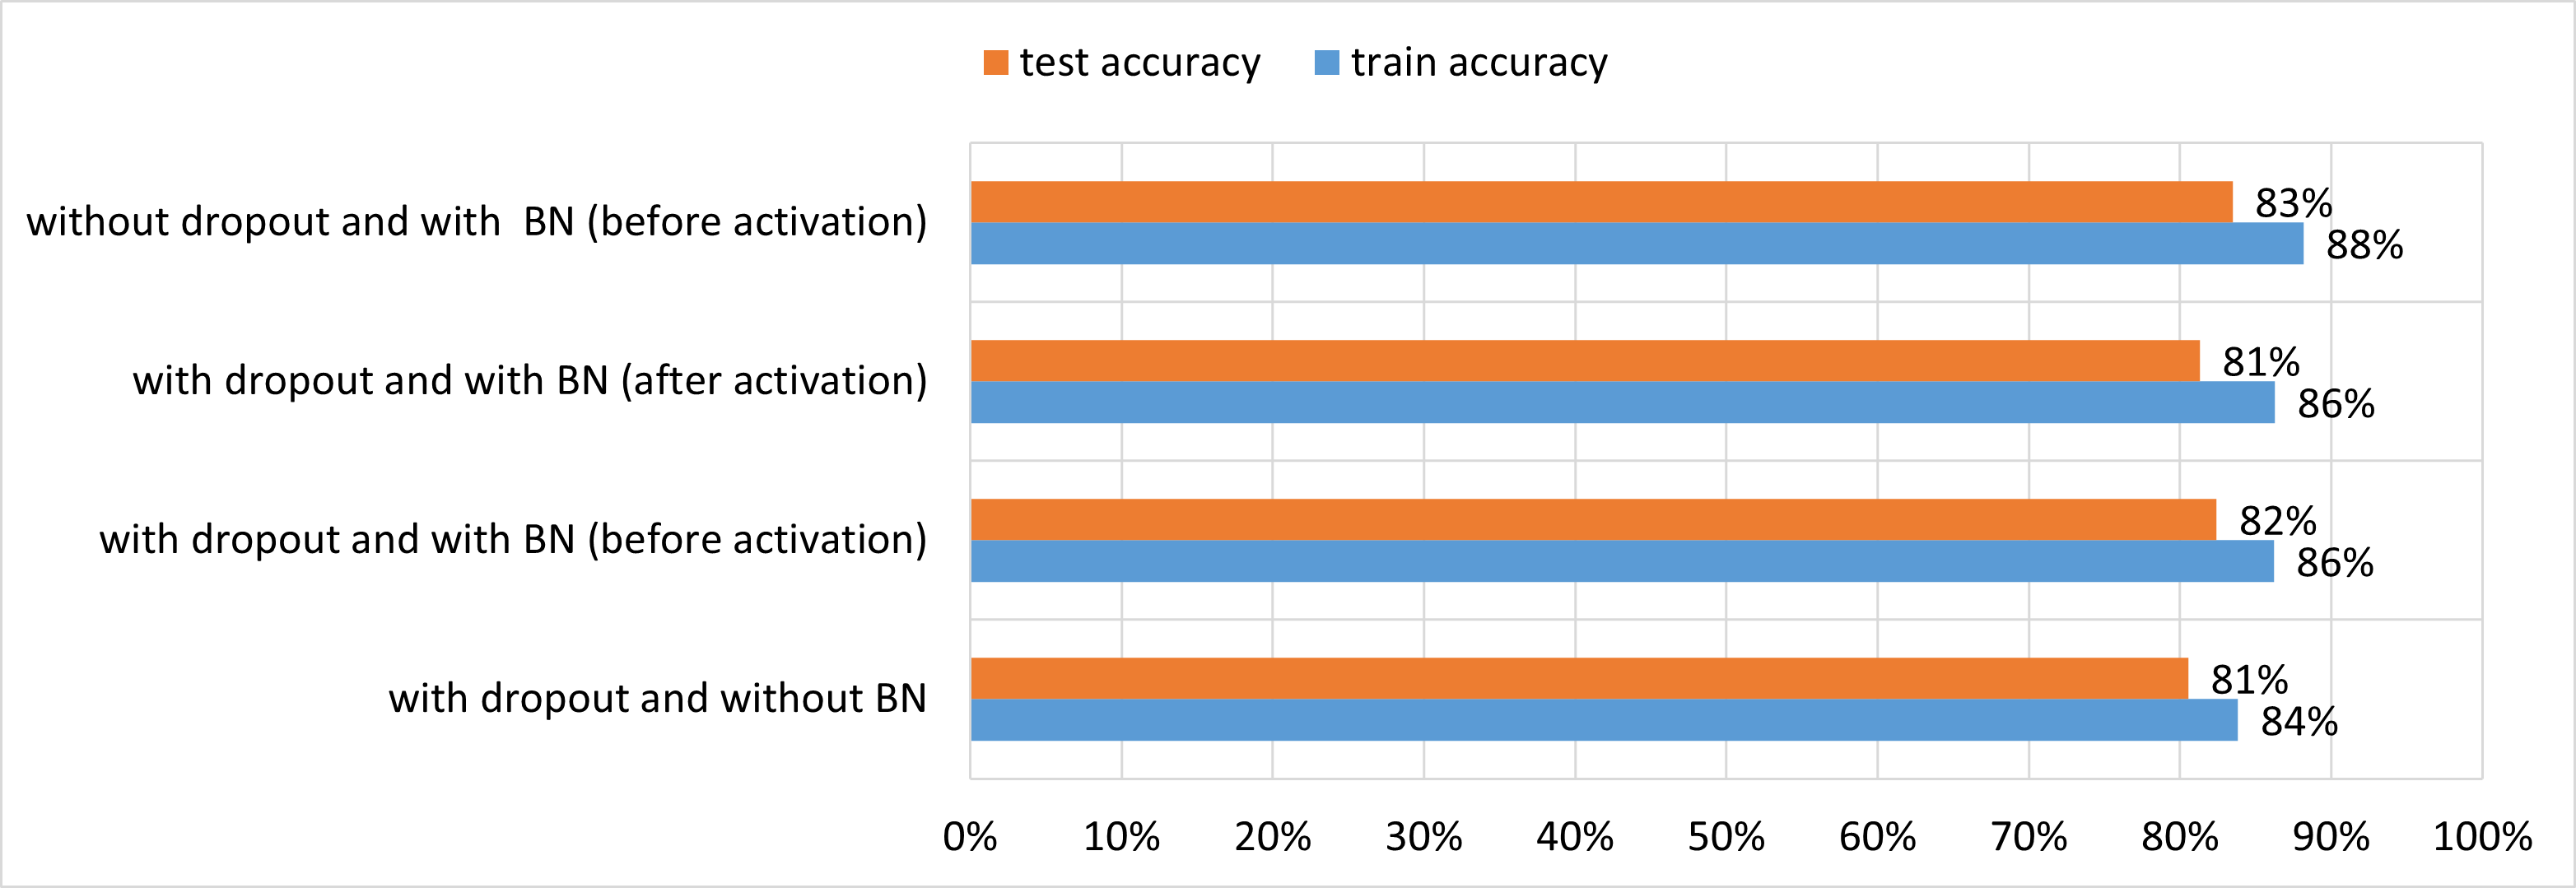 test accuracy train accuracy
without dropout and with  BN (before activation)
83%
88%
with dropout and with BN (after activation)
81%
86%
with dropout and with BN (before activation)
82%
86%
with dropout and without BN
81%
84%
0% 10% 20% 30% 40% 50% 60% 70% 80% 90% 100%